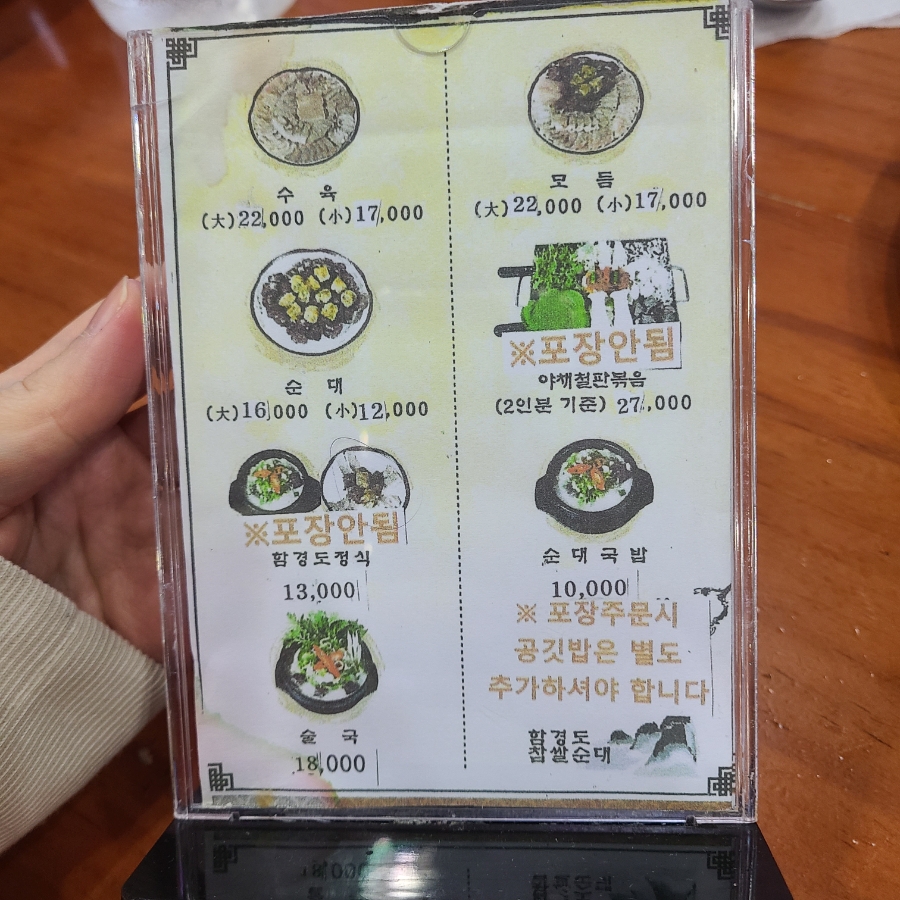 수육
(大)22,000 (小)17,000
모듬
(大)22,000 (小)17,000
순대
(大)16,000 (小)12,000
※포장안됨
야채철판볶음
(2인분 기준) 27,000
※포장안됨
함경도정식
13,000
순대국밥
10,000
※ 포장주문시
공깃밥은 별도
추가하셔야 합니다
술국
18,000
함경도
찹쌀순대